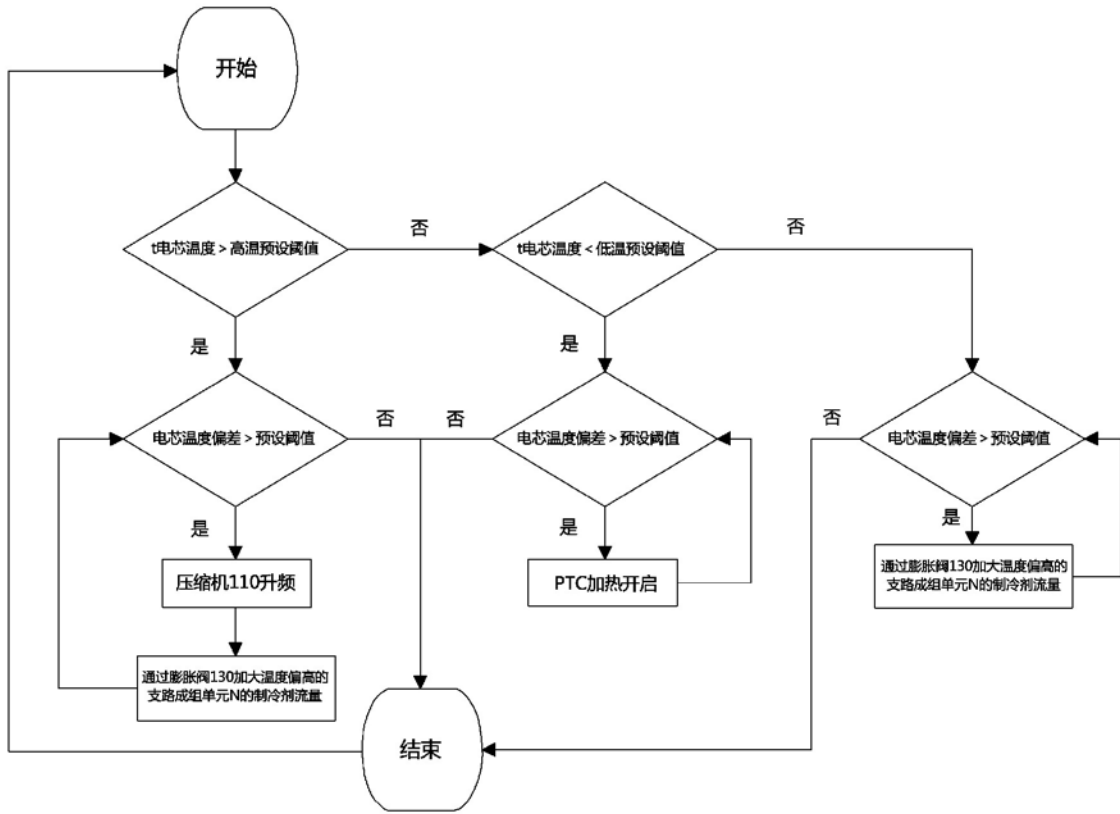 开始
t电芯温度＞高温预设阈值
否
t电芯温度＜低温预设阈值
否
是
是
电芯温度偏差＞预设阈值
否
否
电芯温度偏差＞预设阈值
否
电芯温度偏差＞预设阈值
是
是
是
压缩机110升频
PTC加热开启
通过膨胀阀130加大温度偏高的
支路成组单元N的制冷剂流量
通过膨胀阀130加大温度偏高的
支路成组单元N的制冷剂流量
结束